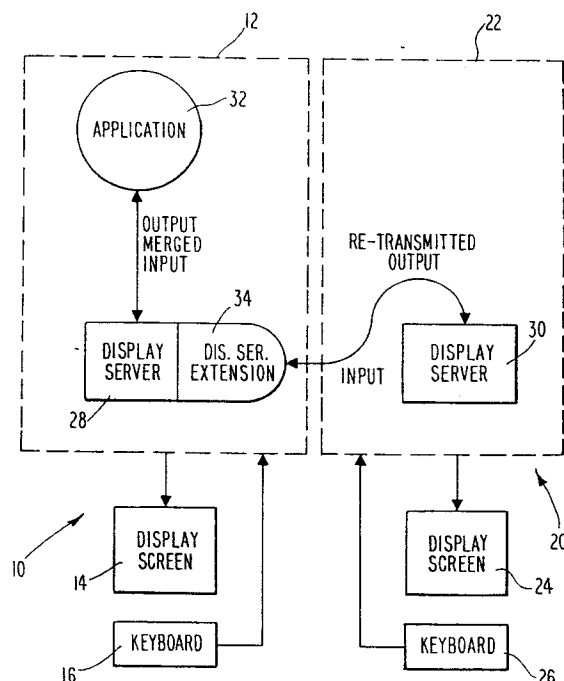 12
22
32
APPLICATION
OUTPUT
MERGED
INPUT
RE-TRANSMITTED
OUTPUT
34
DISPLAY
SERVER
DIS. SER.
EXTENSION
INPUT
DISPLAY
SERVER
30
28
10
DISPLAY
SCREEN
14
20
DISPLAY
SCREEN
24
KEYBOARD
16
KEYBOARD
26